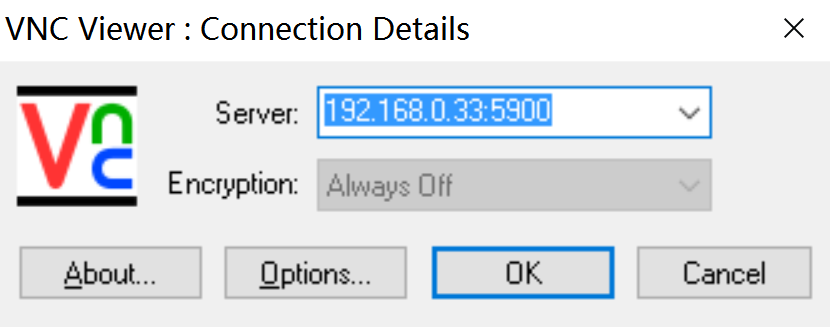 VNC Viewer : Connection Details
Vnc
Server: 192.168.0.33:5900
Encryption: Always Off
About... Options... OK Cancel